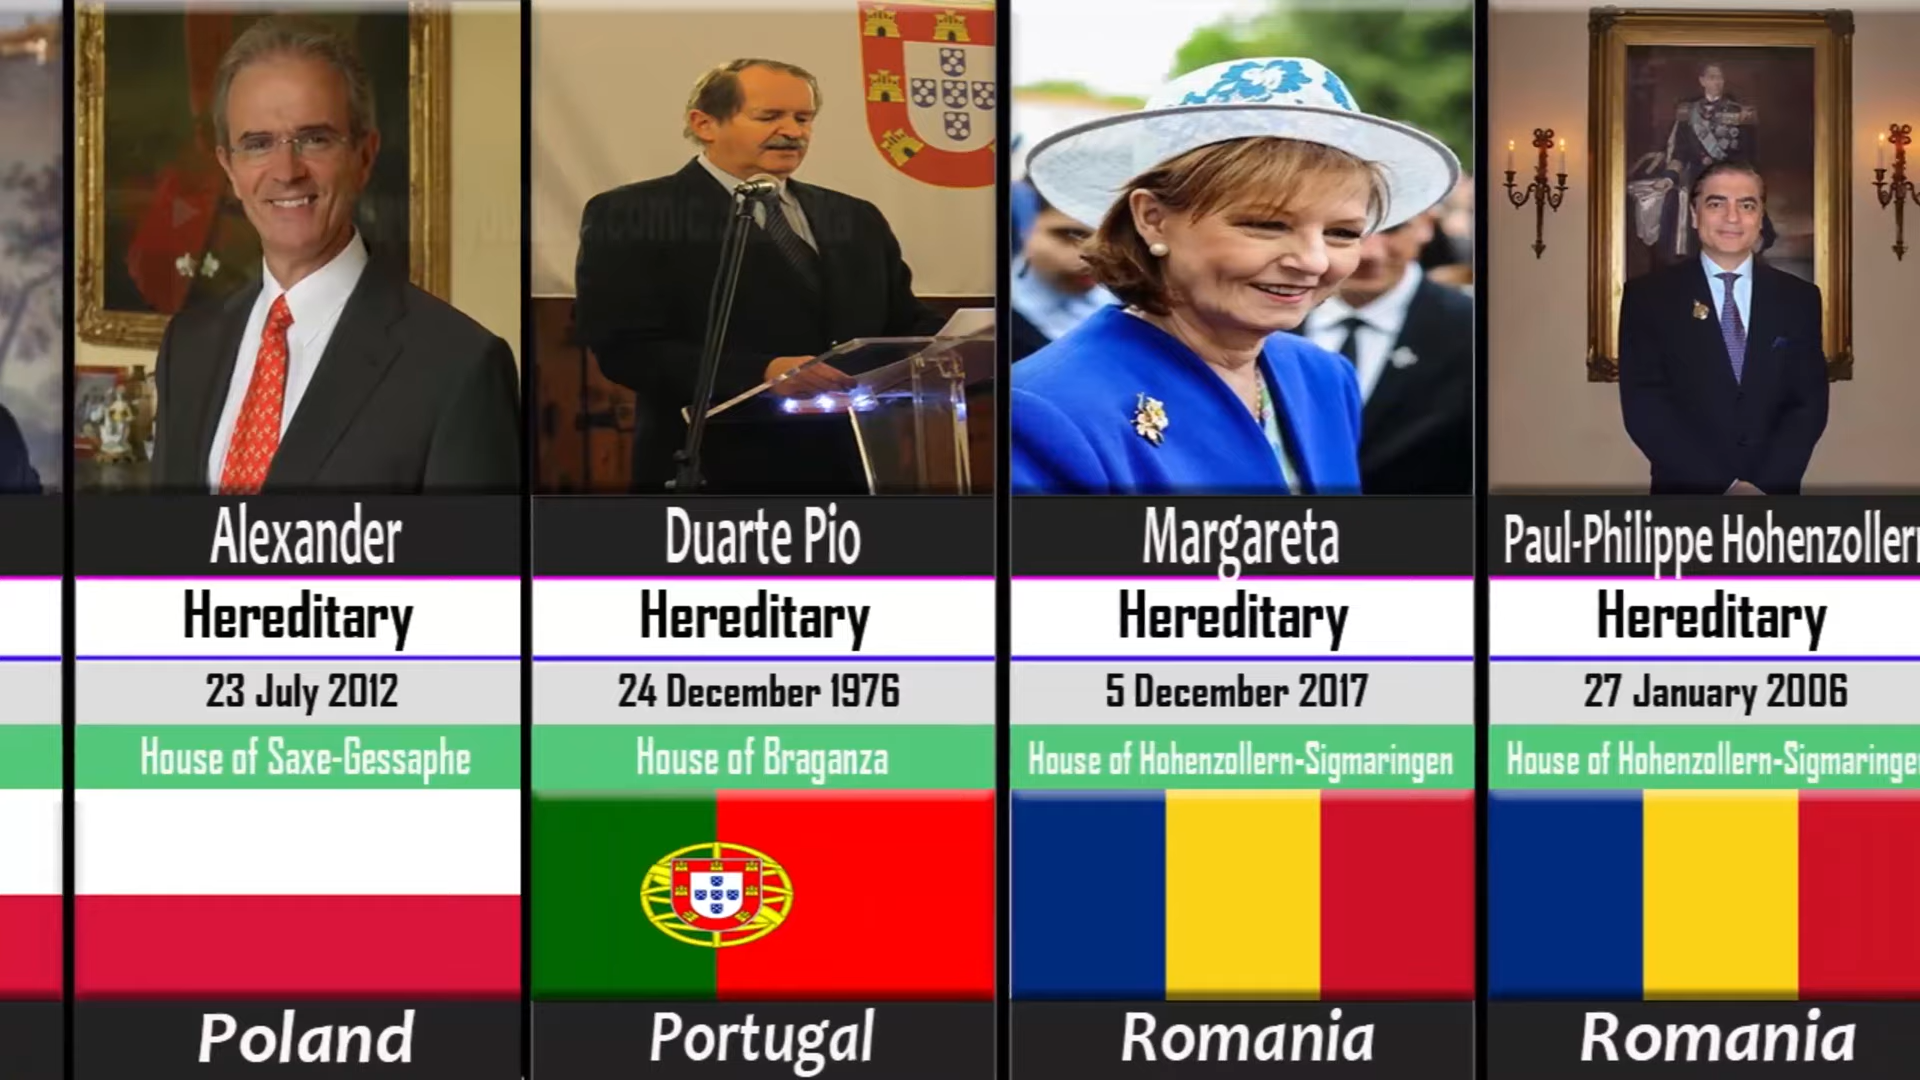 Alexander
Hereditary
23 July 2012
House of Saxe-Gessaphe
Poland
Duarte Pio
Hereditary
24 December 1976
House of Braganza
Portugal
Margareta
Hereditary
5 December 2017
House of Hohenzollern-Sigmaringen
Romania
Paul-Philippe Hohenzollern
Hereditary
27 January 2006
House of Hohenzollern-Sigmaringe
Romania